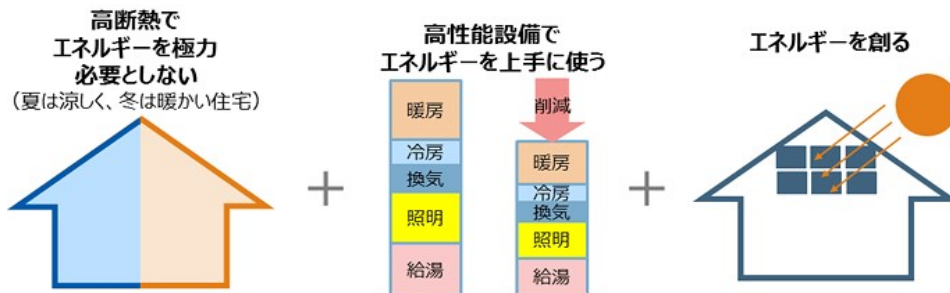 高断熱で
エネルギーを極力
必要としない
（夏は涼しく、冬は暖かい住宅）
高性能設備で
エネルギーを上手に使う
暖房
冷房
換気
照明
給湯
削減
暖房
冷房
換気
照明
給湯
エネルギーを創る